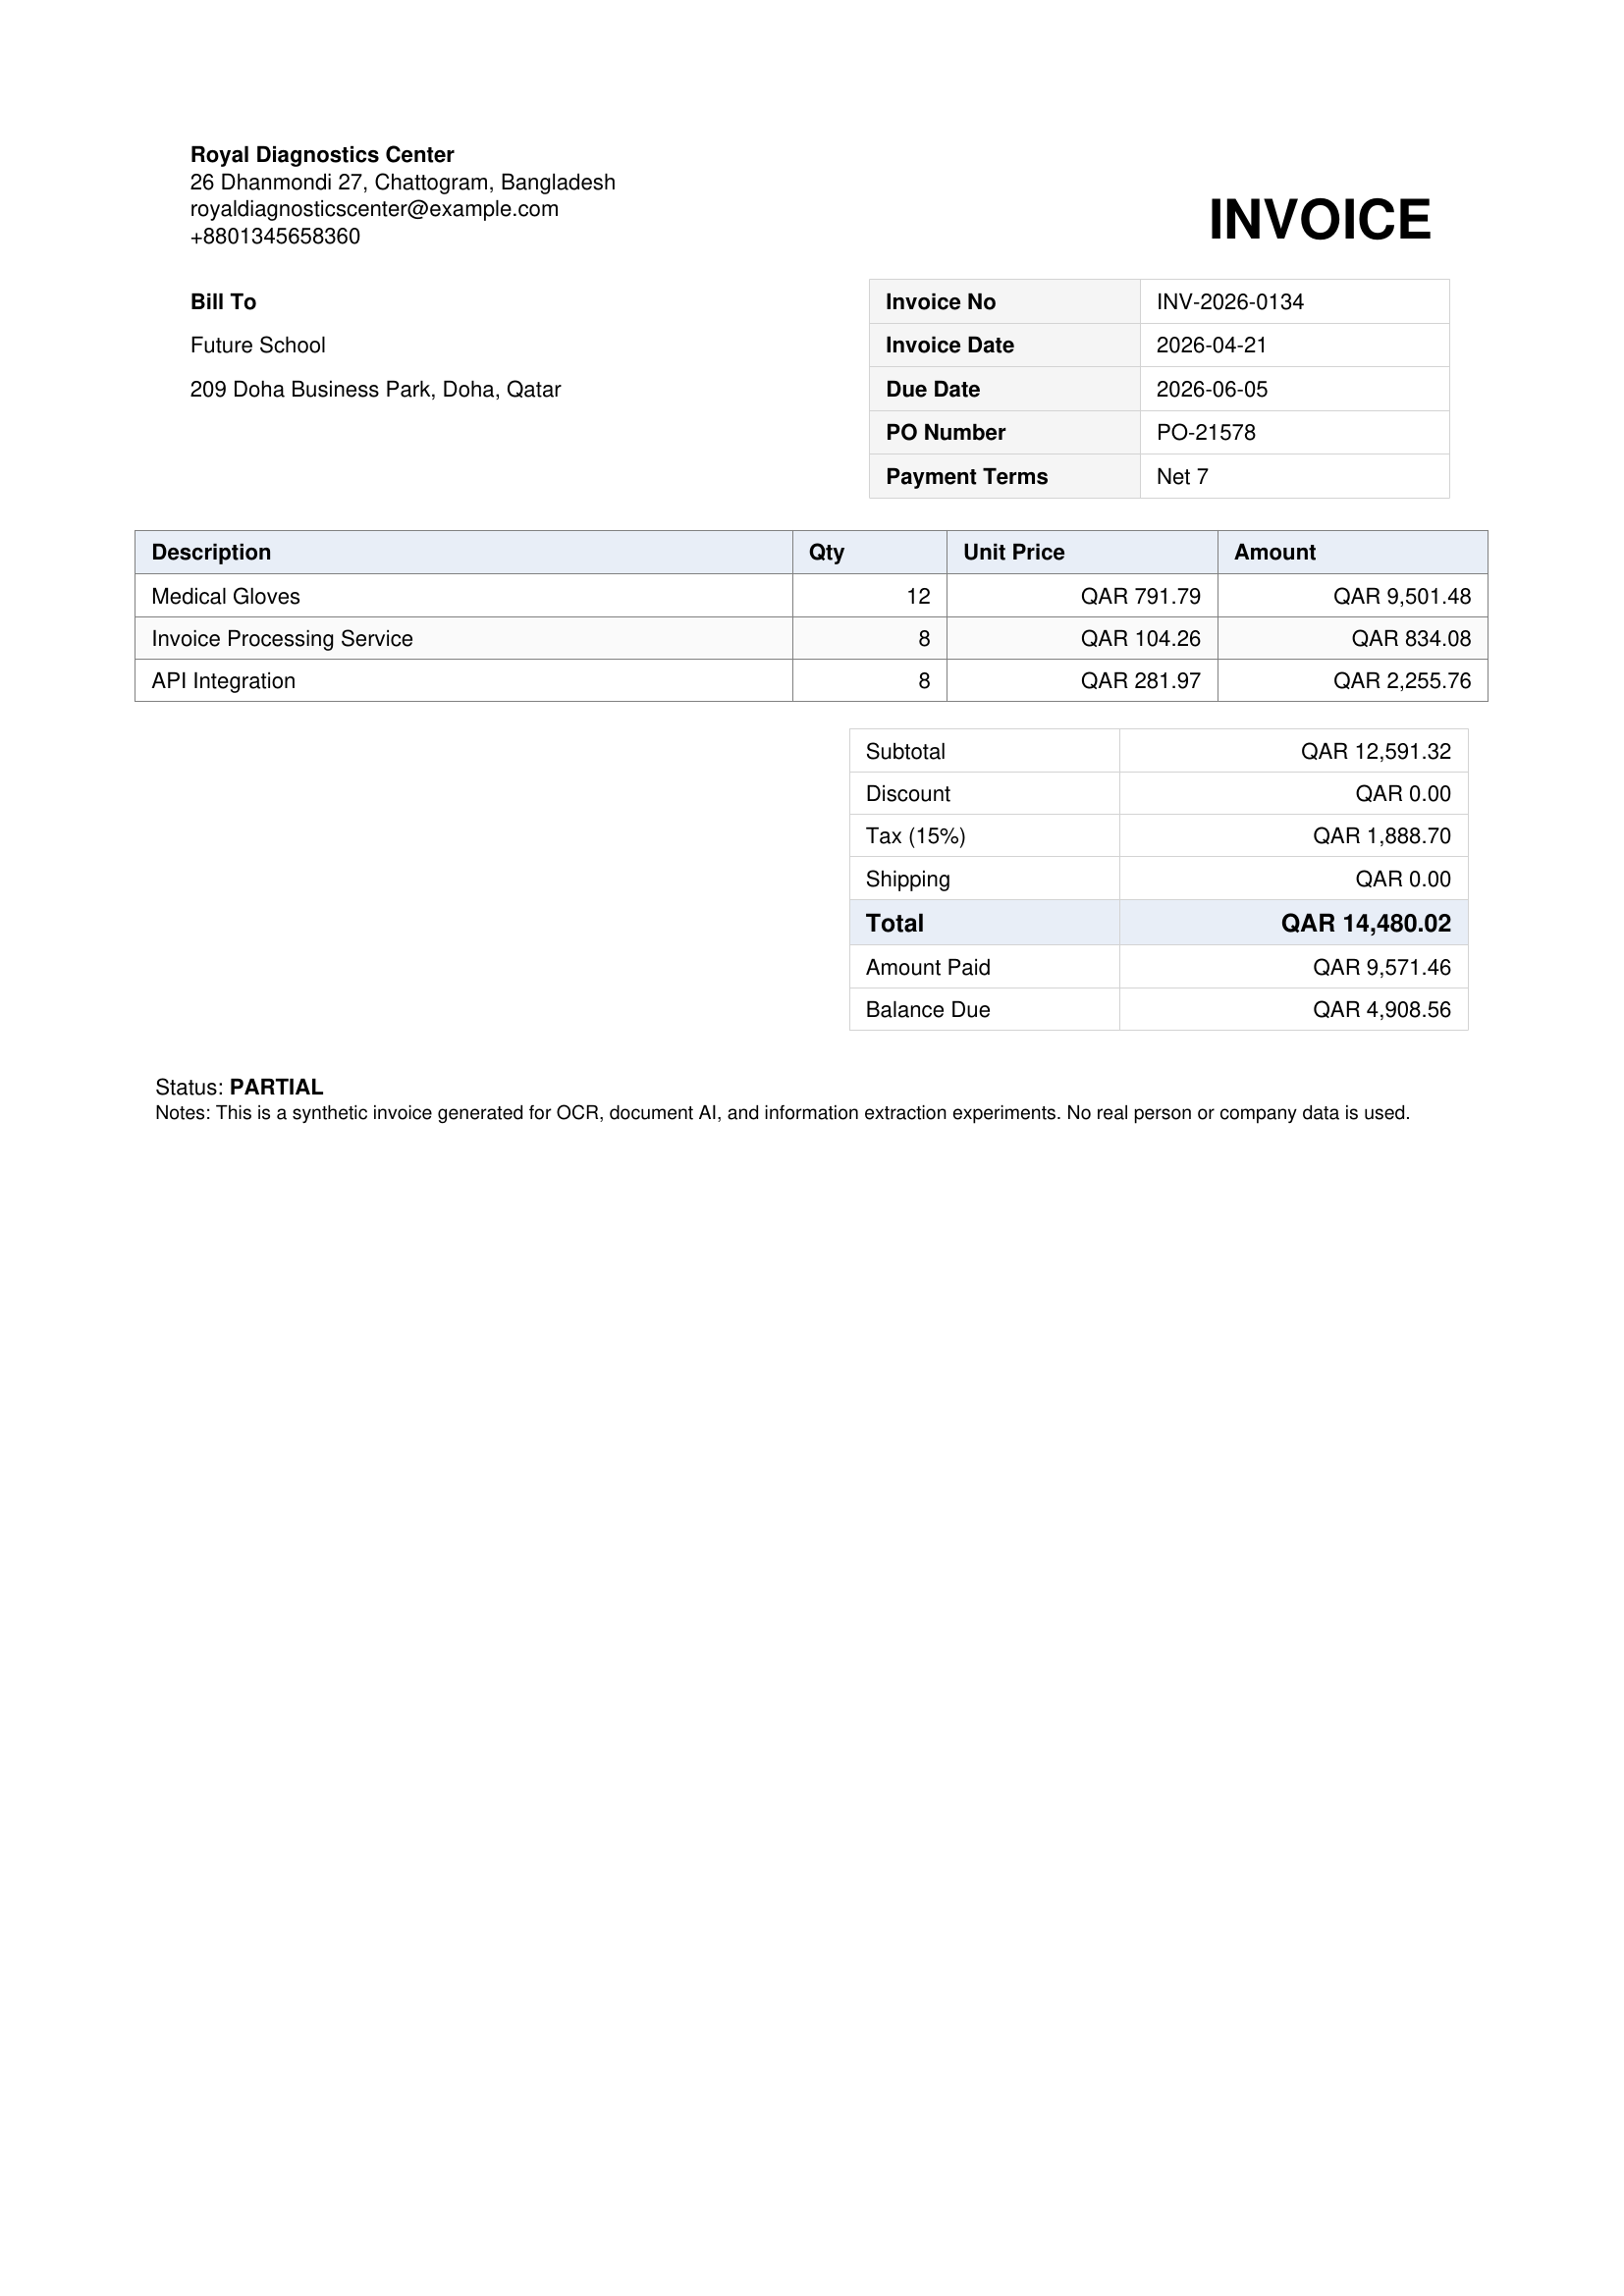 Royal Diagnostics Center
26 Dhanmondi 27, Chattogram, Bangladesh
royaldiagnosticscenter@example.com
+8801345658360
INVOICE
Bill To
Future School
209 Doha Business Park, Doha, Qatar
Invoice No INV-2026-0134
Invoice Date 2026-04-21
Due Date 2026-06-05
PO Number PO-21578
Payment Terms Net 7
Description Qty Unit Price Amount
Medical Gloves 12 QAR 791.79 QAR 9,501.48
Invoice Processing Service 8 QAR 104.26 QAR 834.08
API Integration 8 QAR 281.97 QAR 2,255.76
Subtotal QAR 12,591.32
Discount QAR 0.00
Tax (15%) QAR 1,888.70
Shipping QAR 0.00
Total QAR 14,480.02
Amount Paid QAR 9,571.46
Balance Due QAR 4,908.56
Status: PARTIAL
Notes: This is a synthetic invoice generated for OCR, document AI, and information extraction experiments. No real person or company data is used.